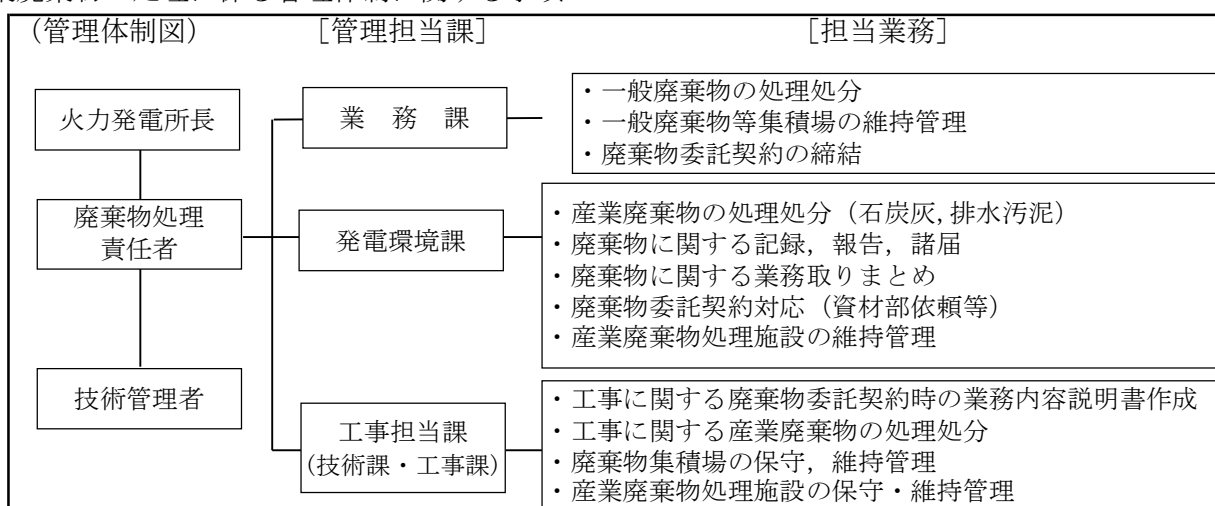 (管理体制図) [管理担当課] [担当業務]
火力発電所長
廃棄物処理
責任者
技術管理者
業 務 課
・一般廃棄物の処理処分
・一般廃棄物等集積場の維持管理
・廃棄物委託契約の締結
発電環境課
・産業廃棄物の処理処分(石炭灰,排水汚泥)
・廃棄物に関する記録,報告,諸届
・廃棄物に関する業務取りまとめ
・廃棄物委託契約対応(資材部依頼等)
・産業廃棄物処理施設の維持管理
工事担当課
(技術課・工事課)
・工事に関する廃棄物委託契約時の業務内容説明書作成
・工事に関する産業廃棄物の処理処分
・廃棄物集積場の保守,維持管理
・産業廃棄物処理施設の保守・維持管理